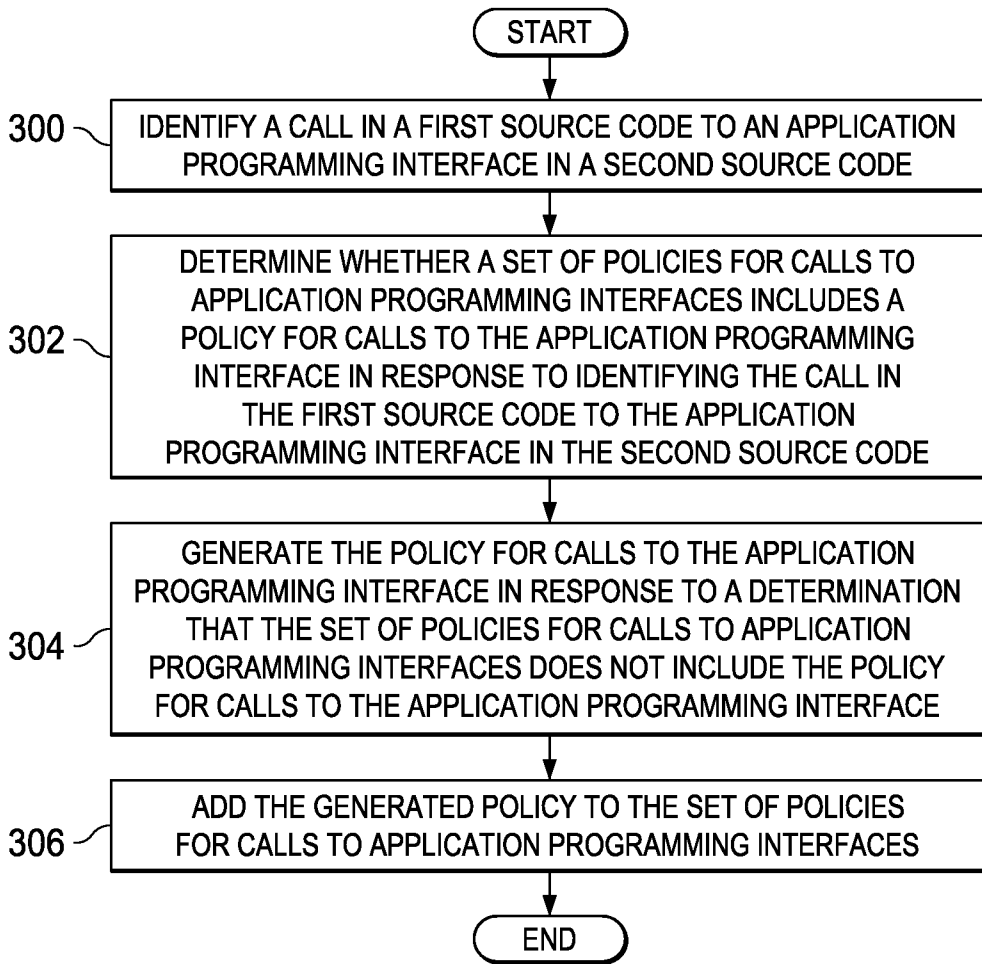 START
300
IDENTIFY A CALL IN A FIRST SOURCE CODE TO AN APPLICATION
PROGRAMMING INTERFACE IN A SECOND SOURCE CODE
302
DETERMINE WHETHER A SET OF POLICIES FOR CALLS TO
APPLICATION PROGRAMMING INTERFACES INCLUDES A
POLICY FOR CALLS TO THE APPLICATION PROGRAMMING
INTERFACE IN RESPONSE TO IDENTIFYING THE CALL IN
THE FIRST SOURCE CODE TO THE APPLICATION
PROGRAMMING INTERFACE IN THE SECOND SOURCE CODE
304
GENERATE THE POLICY FOR CALLS TO THE APPLICATION
PROGRAMMING INTERFACE IN RESPONSE TO A DETERMINATION
THAT THE SET OF POLICIES FOR CALLS TO APPLICATION
PROGRAMMING INTERFACES DOES NOT INCLUDE THE POLICY
FOR CALLS TO THE APPLICATION PROGRAMMING INTERFACE
306
ADD THE GENERATED POLICY TO THE SET OF POLICIES
FOR CALLS TO APPLICATION PROGRAMMING INTERFACES
END